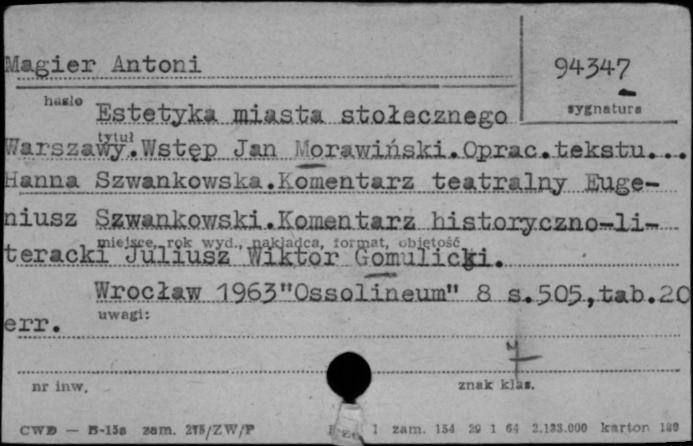 Magier Antoni
94347
hasło
sygnatura
Estetyka miasta stołecznego
tytuł
Warszawy.Wstęp Jan Morawiński.Oprac.tekstu...
Hanna Szwankowska.Komentarz teatralny Euge-
niusz Szwankowski.Komentarz historyczno-li-
miejsce, rok wyd., nakładca, format, objętość
teracki Juliusz Wiktor Gomulicki.
Wrocław 1963"Ossolineum" 8 s.505,tab.20
uwagi:
err.
nr inw.
znak klas.
CWD — B-15a zam. 275/ZW/P
1 zam. 154 29 1 64 2.133.000 karton